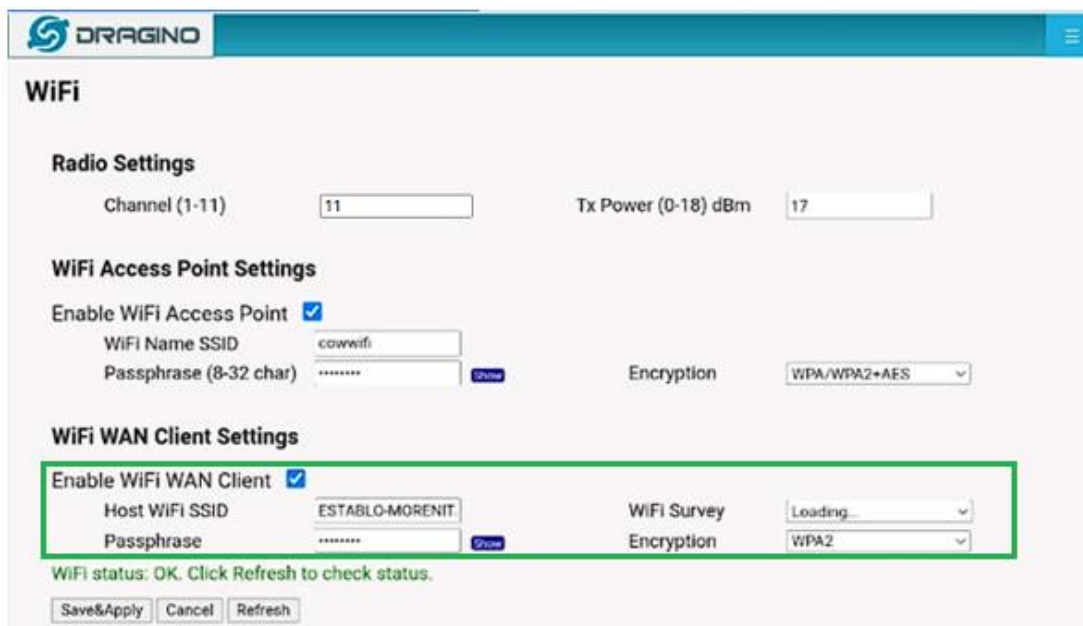 DRAGINO
WiFi
Radio Settings
Channel (1-11) 11 Tx Power (0-18) dBm 17
WiFi Access Point Settings
Enable WiFi Access Point
WiFi Name SSID cowwifi
Passphrase (8-32 char) •••••••• Show Encryption WPA/WPA2+AES
WiFi WAN Client Settings
Enable WiFi WAN Client
Host WiFi SSID ESTABLO-MORENIT. WiFi Survey Loading...
Passphrase •••••••• Show Encryption WPA2
WiFi status: OK. Click Refresh to check status.
Save&Apply Cancel Refresh